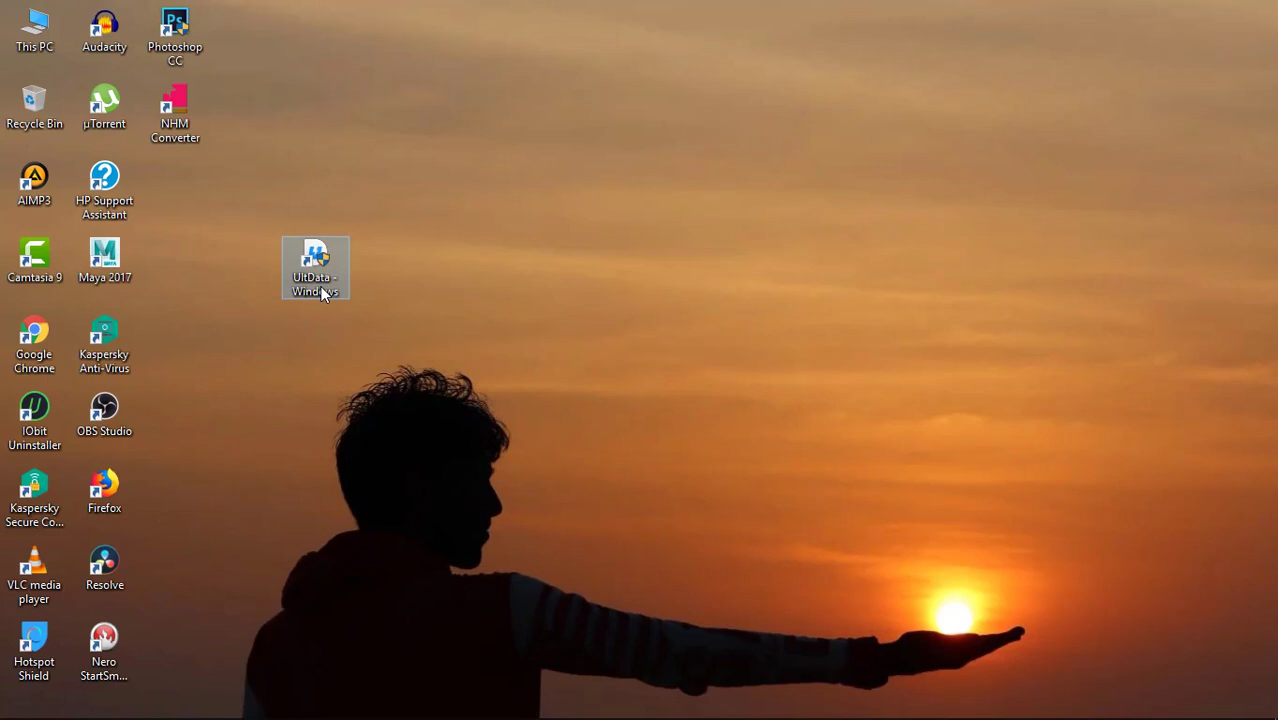 This PC
Audacity
Ps
Photoshop
CC
Recycle Bin
µTorrent
NHM
Converter
AIMP3
HP Support
Assistant
Camtasia 9
Maya 2017
UltData -
Windows
Google
Chrome
Kaspersky
Anti-Virus
IObit
Uninstaller
OBS Studio
Kaspersky
Secure Co...
Firefox
VLC media
player
Resolve
Hotspot
Shield
Nero
StartSm...